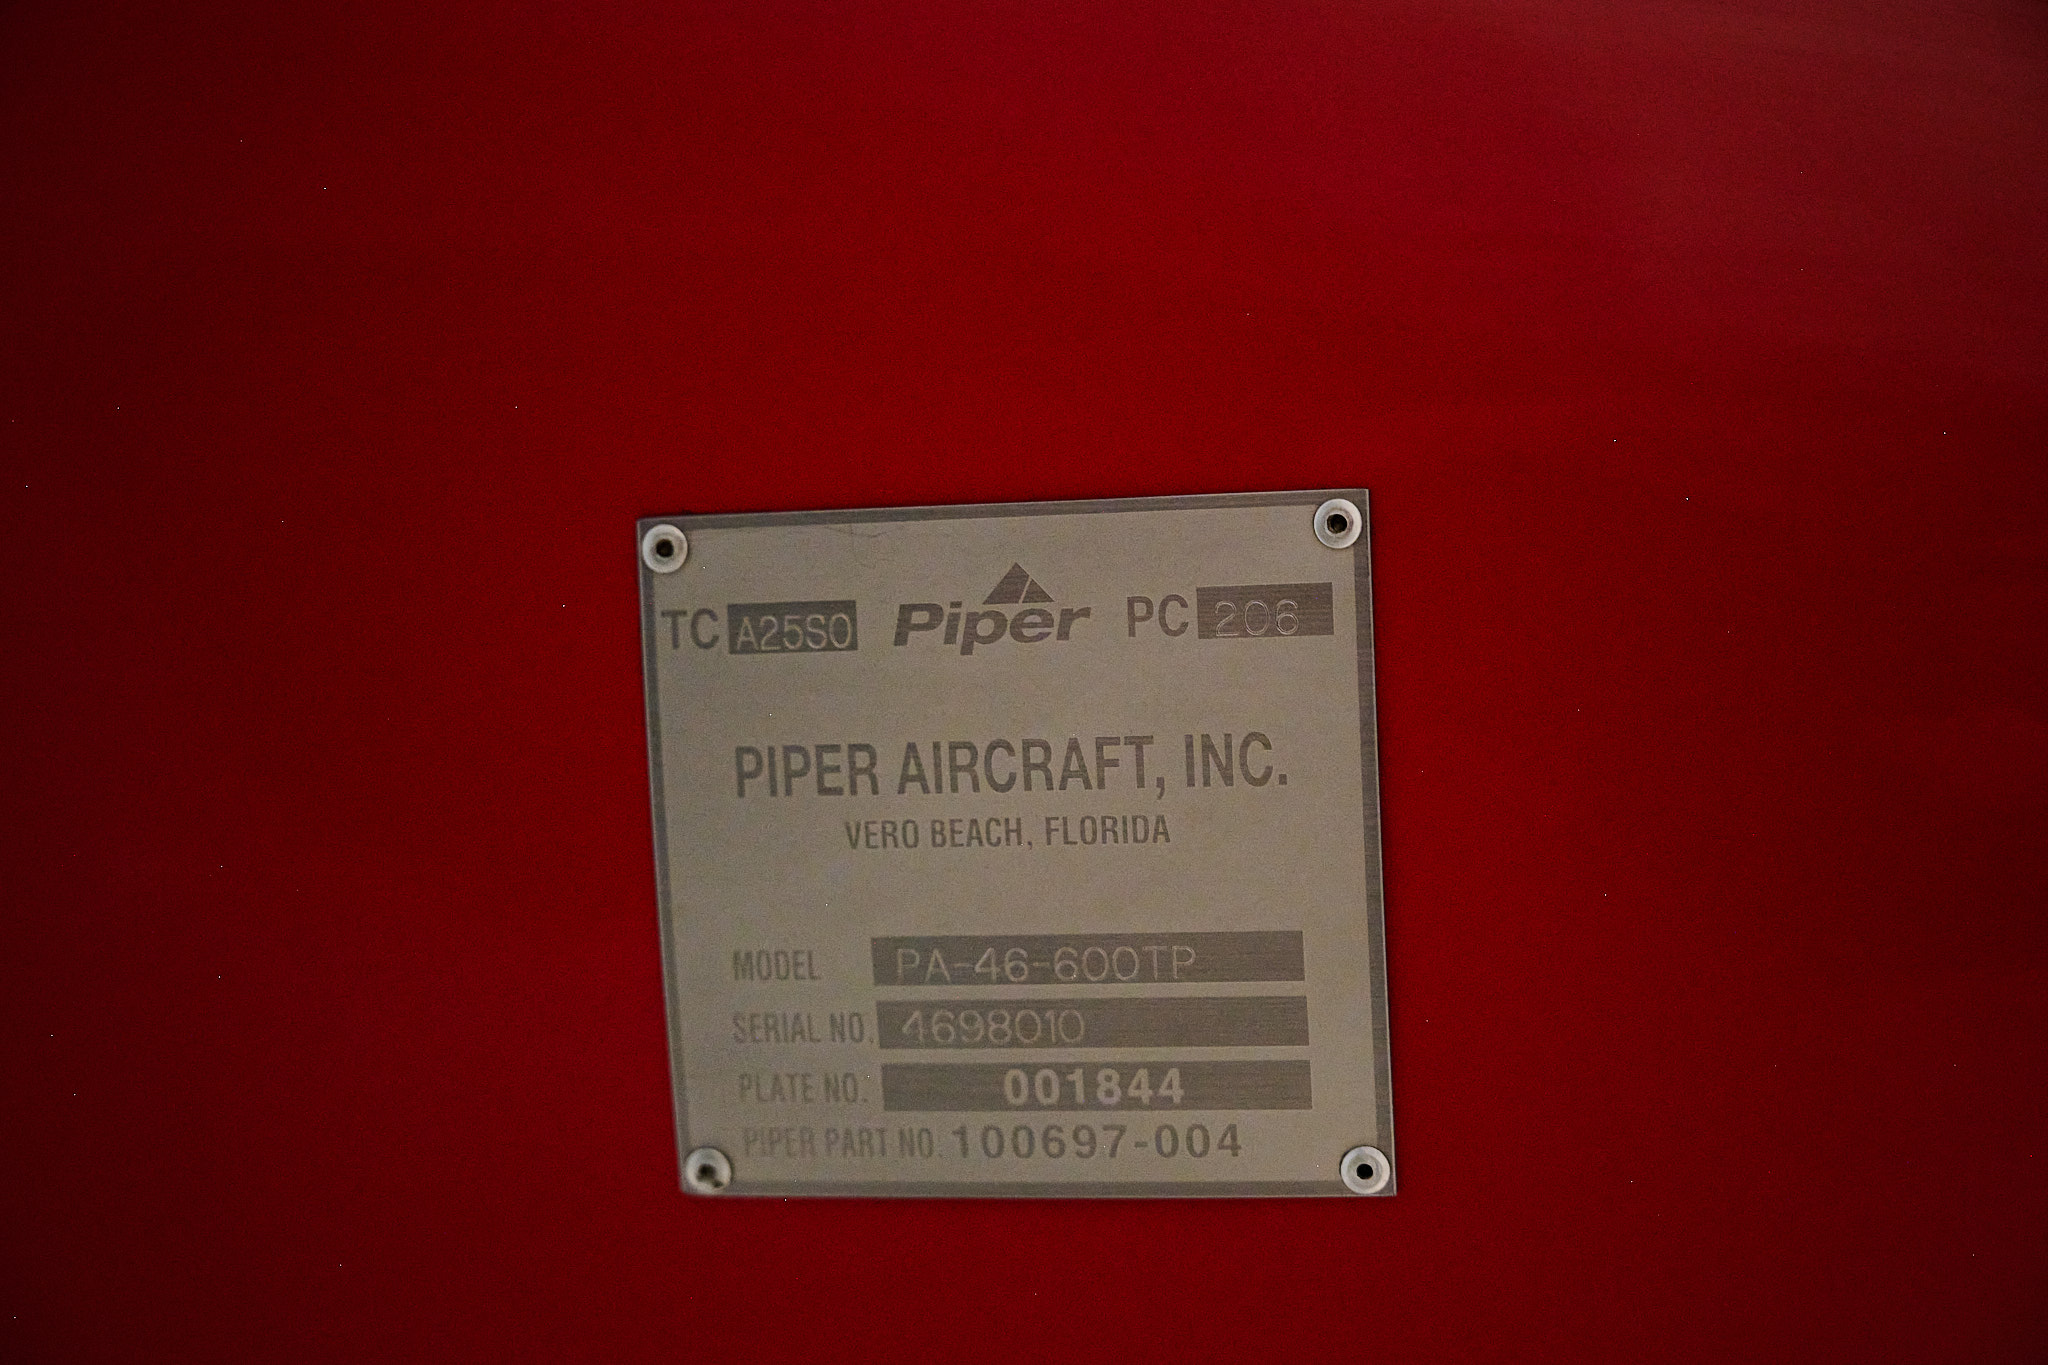 TC A25SO Piper PC 206
PIPER AIRCRAFT, INC.
VERO BEACH, FLORIDA
MODEL PA-46-600TP
SERIAL NO. 4698010
PLATE NO. 001844
PIPER PART NO. 100697-004